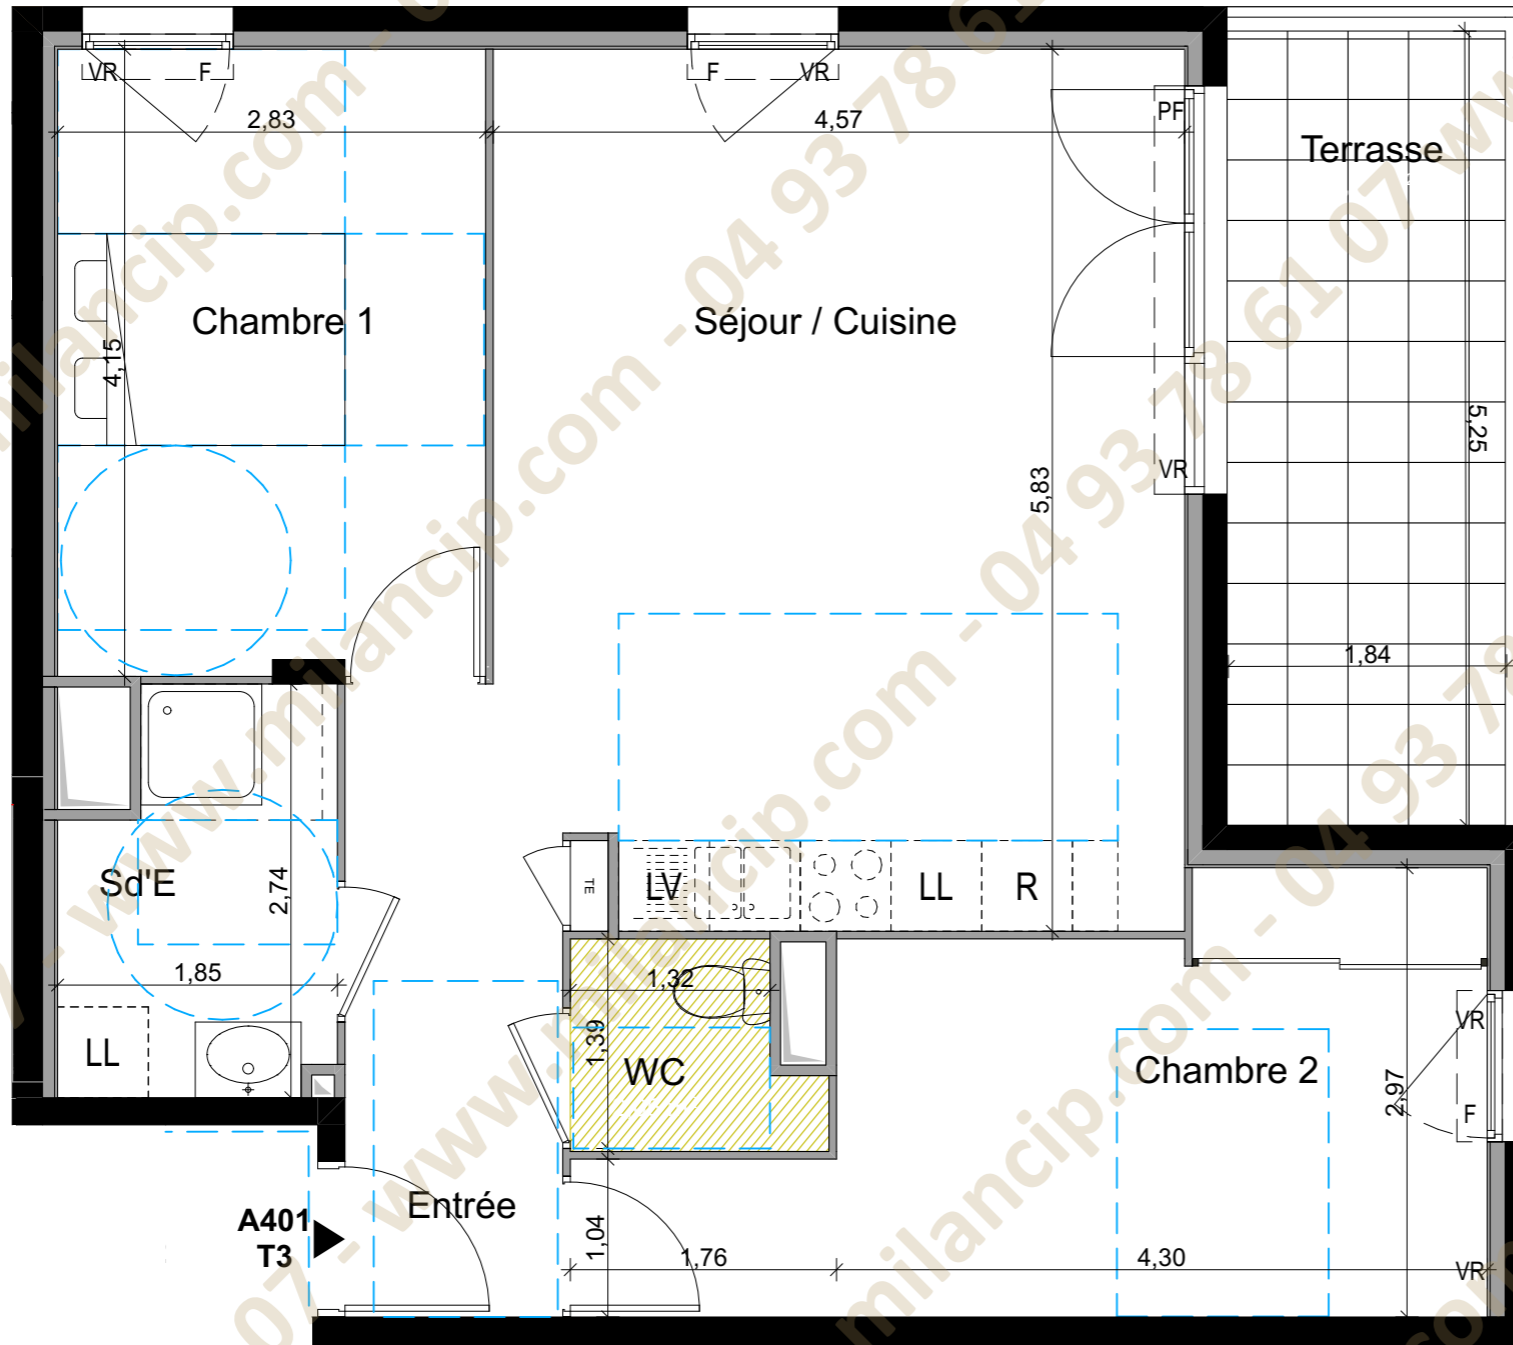 VR
F
F
VR
2,83
4,57
PF
Terrasse
Chambre 1
Séjour / Cuisine
4,15
5,25
5,83
VR
1,84
Sd'E
2,74
TE
LV
LL
R
1,85
1,32
1,39
WC
LL
Chambre 2
VR
2,97
F
Entrée
A401
T3
1,04
1,76
4,30
VR
www.milancip.com - 04 93 78 61 07